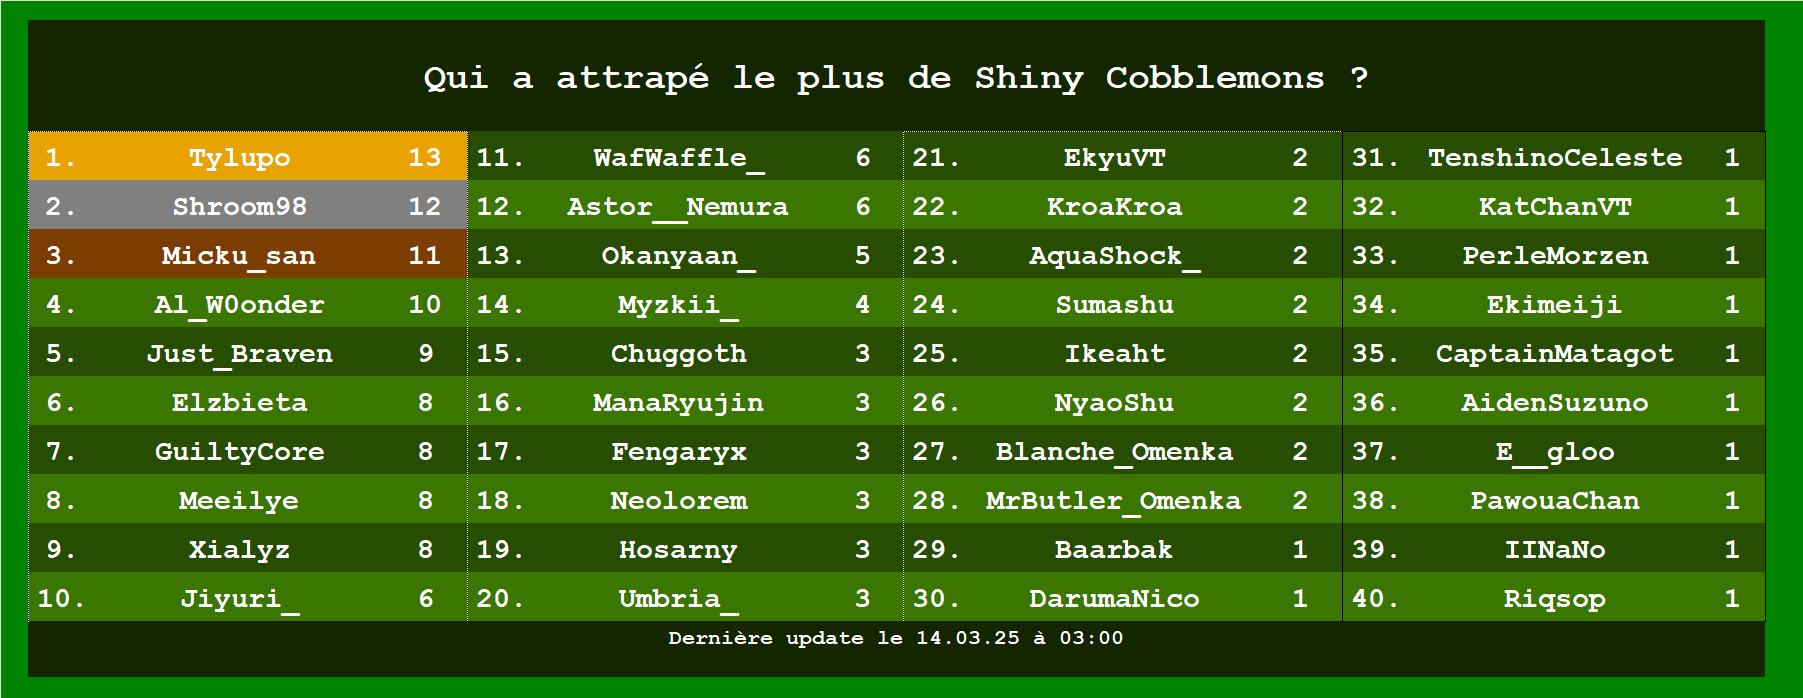 Qui a attrapé le plus de Shiny Cobblemons ?
1. Tylupo 13
2. Shroom98 12
3. Micku_san 11
4. Al_W0onder 10
5. Just_Braven 9
6. Elzbieta 8
7. GuiltyCore 8
8. Meeilye 8
9. Xialyz 8
10. Jiyuri_ 6
11. WafWaffle_ 6
12. Astor__Nemura 6
13. Okanyaan_ 5
14. Myzkii_ 4
15. Chuggoth 3
16. ManaRyujin 3
17. Fengaryx 3
18. Neolorem 3
19. Hosarny 3
20. Umbria_ 3
21. EkyuVT 2
22. KroaKroa 2
23. AquaShock_ 2
24. Sumashu 2
25. Ikeaht 2
26. NyaoShu 2
27. Blanche_Omenka 2
28. MrButler_Omenka 2
29. Baarbak 1
30. DarumaNico 1
31. TenshinoCeleste 1
32. KatChanVT 1
33. PerleMorzen 1
34. Ekimeiji 1
35. CaptainMatagot 1
36. AidenSuzuno 1
37. E__gloo 1
38. PawouaChan 1
39. IINaNo 1
40. Riqsop 1
Dernière update le 14.03.25 à 03:00